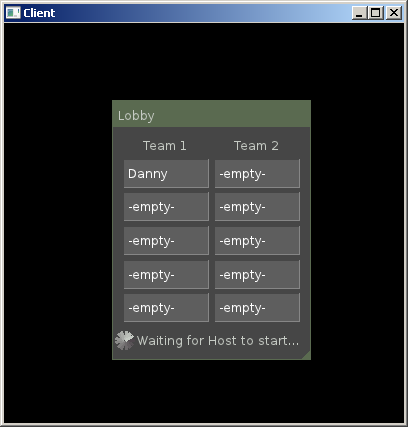 Client
Lobby
Team 1 Team 2
Danny -empty-
-empty- -empty-
-empty- -empty-
-empty- -empty-
-empty- -empty-
Waiting for Host to start...